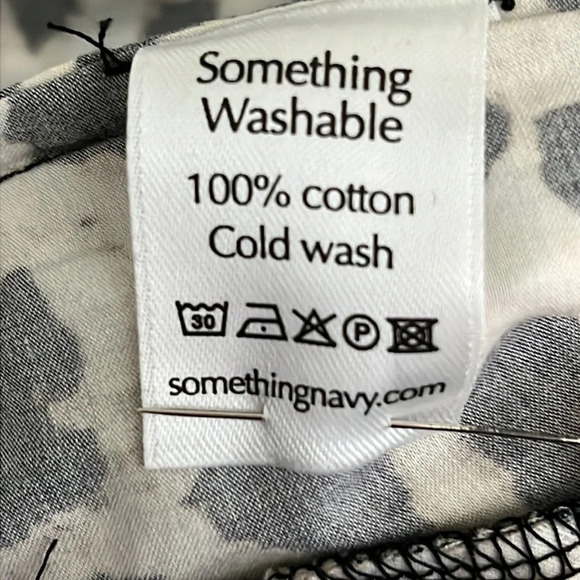 Something
Washable
100% cotton
Cold wash
30 P
somethingnavy.com